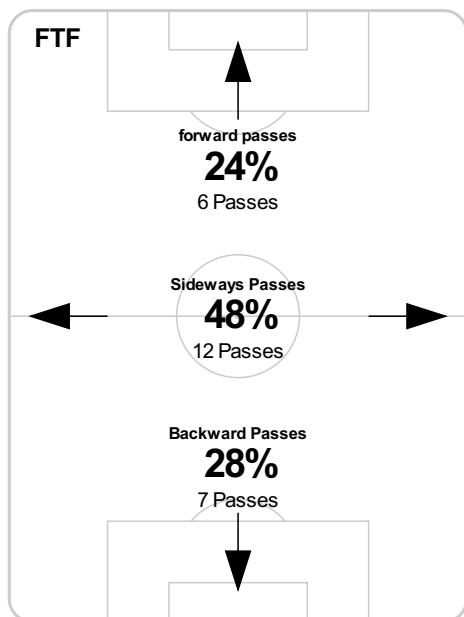 FTF
forward passes
24%
6 Passes
Sideways Passes
48%
12 Passes
Backward Passes
28%
7 Passes